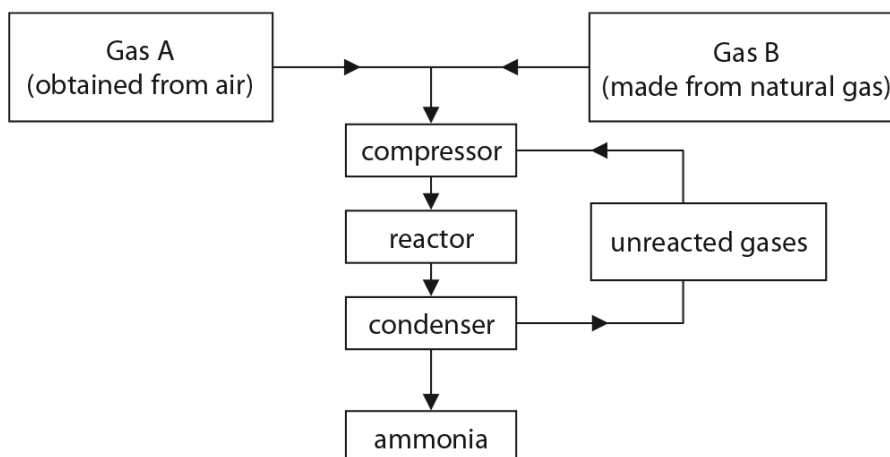 Gas A
(obtained from air)
Gas B
(made from natural gas)
compressor
reactor
unreacted gases
condenser
ammonia